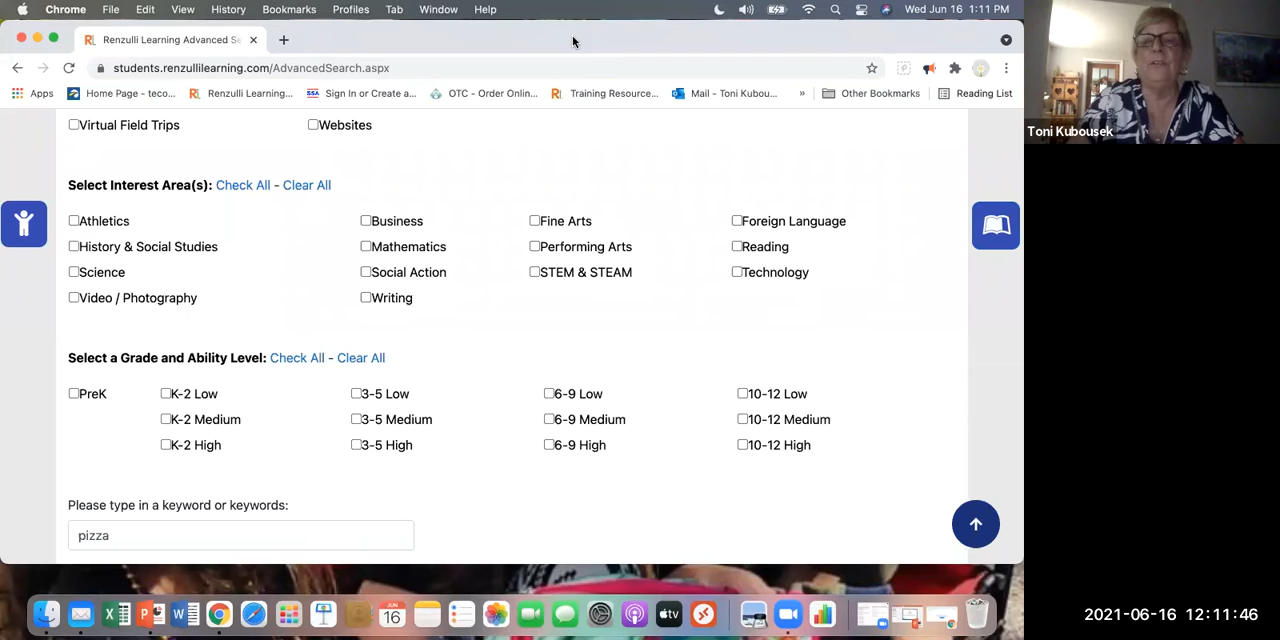 Chrome File Edit View History Bookmarks Profiles Tab Window Help Wed Jun 16 1:11 PM
Renzulli Learning Advanced Se
students.renzullilearning.com/AdvancedSearch.aspx
Apps Home Page - teco... Renzulli Learning... SSA Sign In or Create a... OTC - Order Onlin... Training Resource... Mail - Toni Kubou... » Other Bookmarks Reading List
Toni Kubousek
Virtual Field Trips Websites
Select Interest Area(s): Check All - Clear All
Athletics Business Fine Arts Foreign Language
History & Social Studies Mathematics Performing Arts Reading
Science Social Action STEM & STEAM Technology
Video / Photography Writing
Select a Grade and Ability Level: Check All - Clear All
PreK K-2 Low 3-5 Low 6-9 Low 10-12 Low
K-2 Medium 3-5 Medium 6-9 Medium 10-12 Medium
K-2 High 3-5 High 6-9 High 10-12 High
Please type in a keyword or keywords:
pizza
JUN
16
tv
2021-06-16 12:11:46